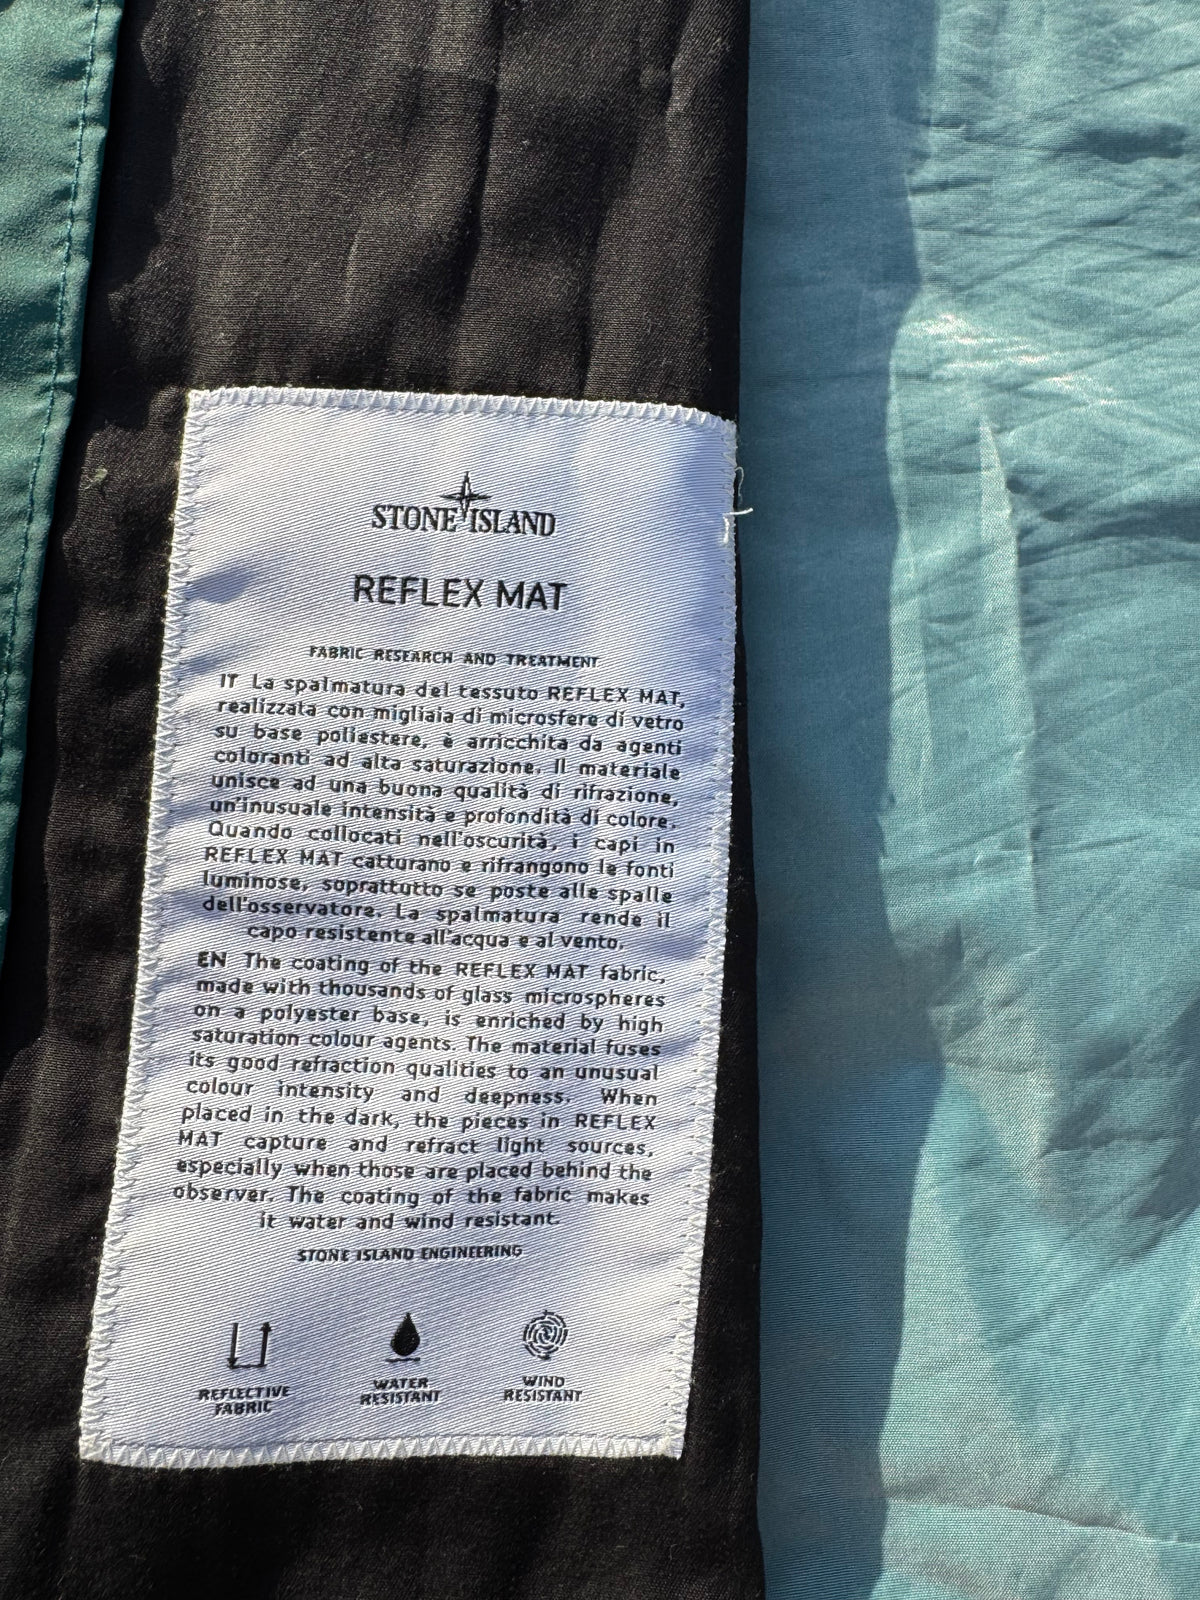 STONE ISLAND
REFLEX MAT
FABRIC RESEARCH AND TREATMENT
IT La spalmatura del tessuto REFLEX MAT,
realizzata con migliaia di microsfere di vetro
su base poliestere, è arricchita da agenti
coloranti ad alta saturazione. Il materiale
unisce ad una buona qualità di rifrazione,
un'inusuale intensità e profondità di colore.
Quando collocati nell'oscurità, i capi in
REFLEX MAT catturano e rifrangono le fonti
luminose, soprattutto se poste alle spalle
dell'osservatore. La spalmatura rende il
capo resistente all'acqua e al vento.
EN The coating of the REFLEX MAT fabric,
made with thousands of glass microspheres
on a polyester base, is enriched by high
saturation colour agents. The material fuses
its good refraction qualities to an unusual
colour intensity and deepness. When
placed in the dark, the pieces in REFLEX
MAT capture and refract light sources,
especially when those are placed behind the
observer. The coating of the fabric makes
it water and wind resistant.
STONE ISLAND ENGINEERING
REFLECTIVE
FABRIC
WATER
RESISTANT
WIND
RESISTANT